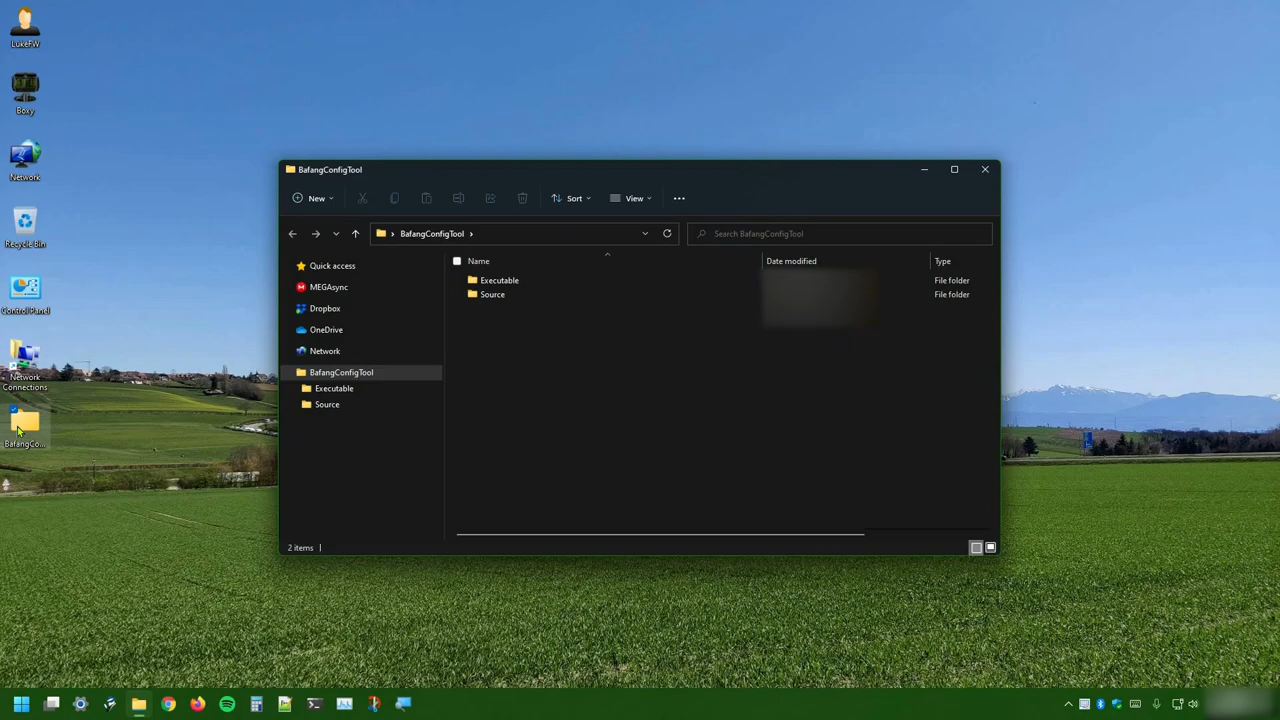 LukeFW
Boxy
Network
Recycle Bin
Control Panel
Network
Connections
BafangCo...
BafangConfigTool
New
Sort
View
BafangConfigTool
Search BafangConfigTool
Name
Date modified
Type
Executable
File folder
Source
File folder
Quick access
MEGAsync
Dropbox
OneDrive
Network
BafangConfigTool
Executable
Source
2 items